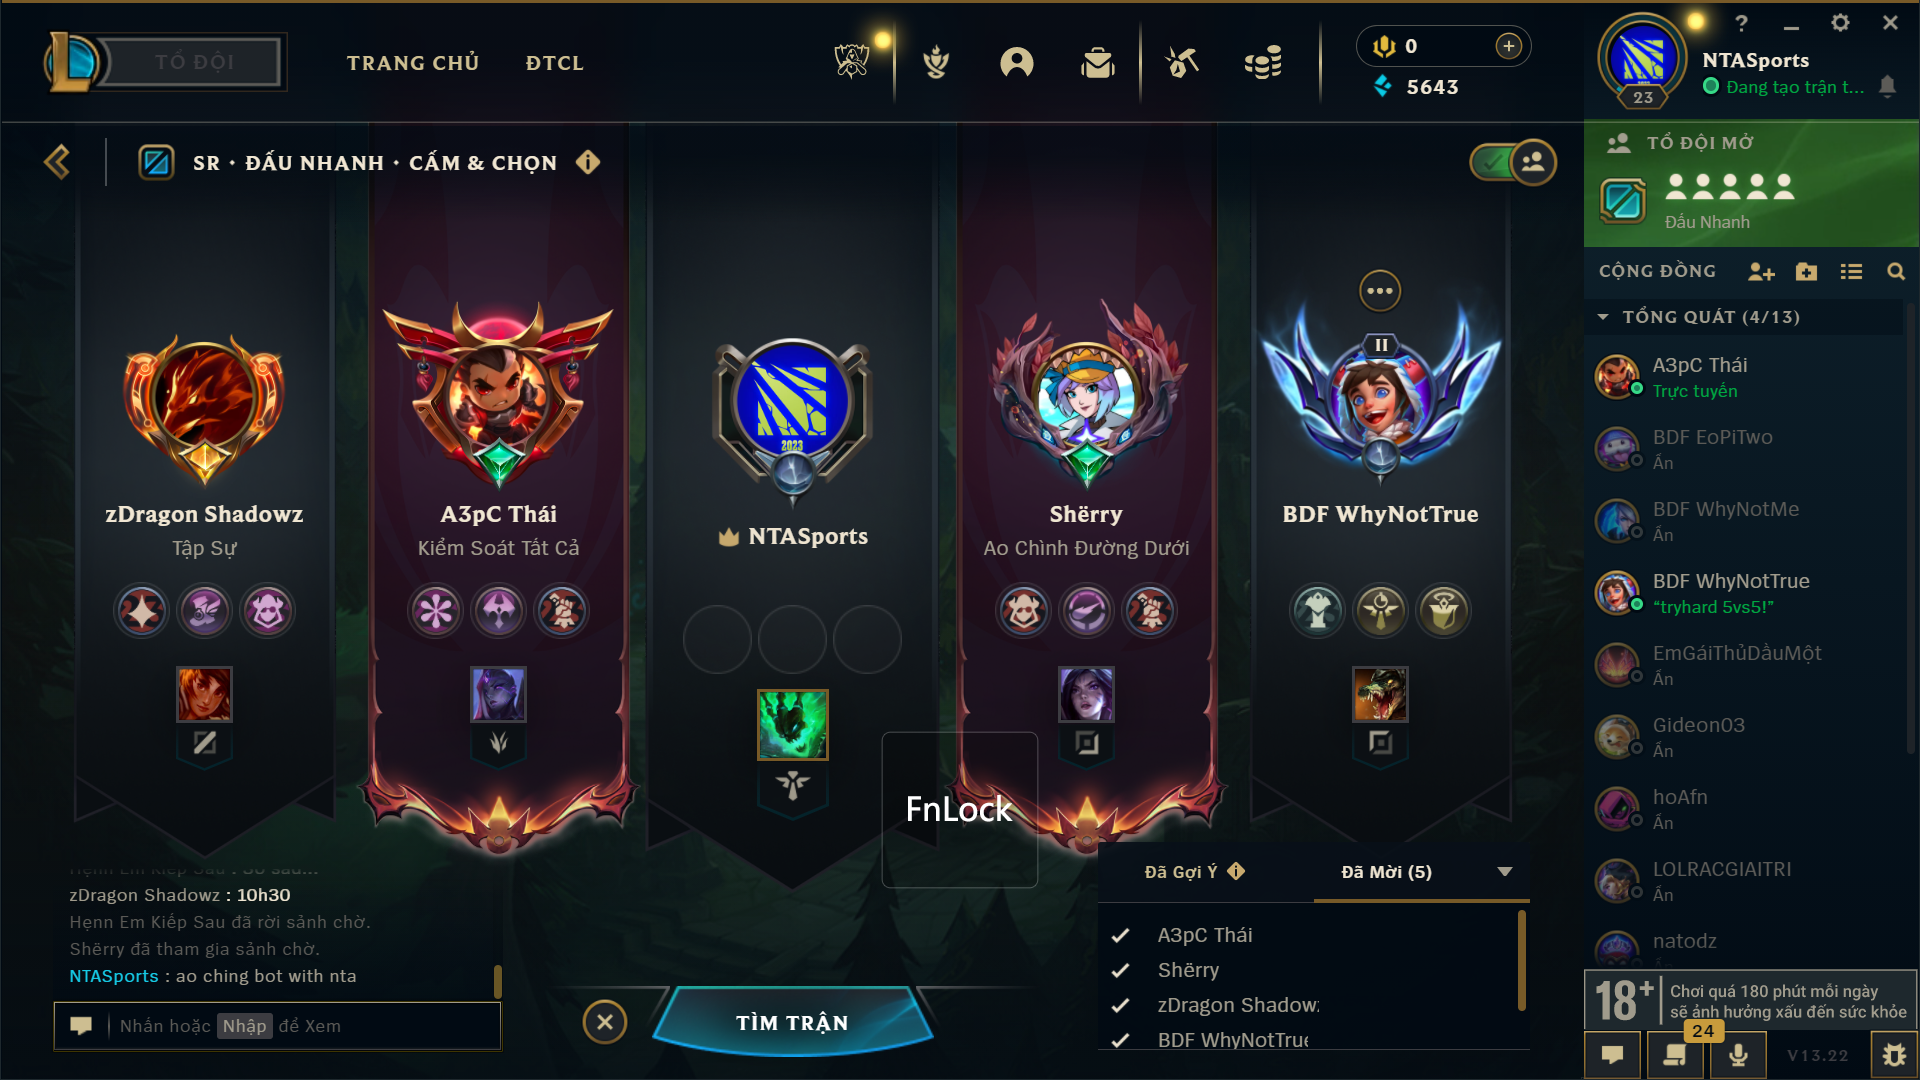 TỔ ĐỘI
TRANG CHỦ
ĐTCL
0
5643
?
NTASports
Đang tạo trận t...
23
SR • ĐẤU NHANH • CẤM & CHỌN
TỔ ĐỘI MỞ
Đấu Nhanh
CỘNG ĐỒNG
TỔNG QUÁT (4/13)
A3pC Thái
Trực tuyến
BDF EoPiTwo
Ẩn
BDF WhyNotMe
Ẩn
BDF WhyNotTrue
“tryhard 5vs5!”
EmGáiThủDầuMột
Ẩn
Gideon03
Ẩn
hoAfn
Ẩn
LOLRACGIAITRI
Ẩn
natodz
II
2023
zDragon Shadowz
Tập Sự
A3pC Thái
Kiểm Soát Tất Cả
NTASports
Shërry
Ao Chình Đường Dưới
BDF WhyNotTrue
FnLock
zDragon Shadowz : 10h30
Hẹnn Em Kiếp Sau đã rời sảnh chờ.
Shërry đã tham gia sảnh chờ.
NTASports : ao ching bot with nta
Nhấn hoặc Nhập để Xem
TÌM TRẬN
Đã Gợi Ý
Đã Mời (5)
A3pC Thái
Shërry
zDragon Shadowz
BDF WhyNotTrue
18+
Chơi quá 180 phút mỗi ngày
sẽ ảnh hưởng xấu đến sức khỏe
24
V13.22